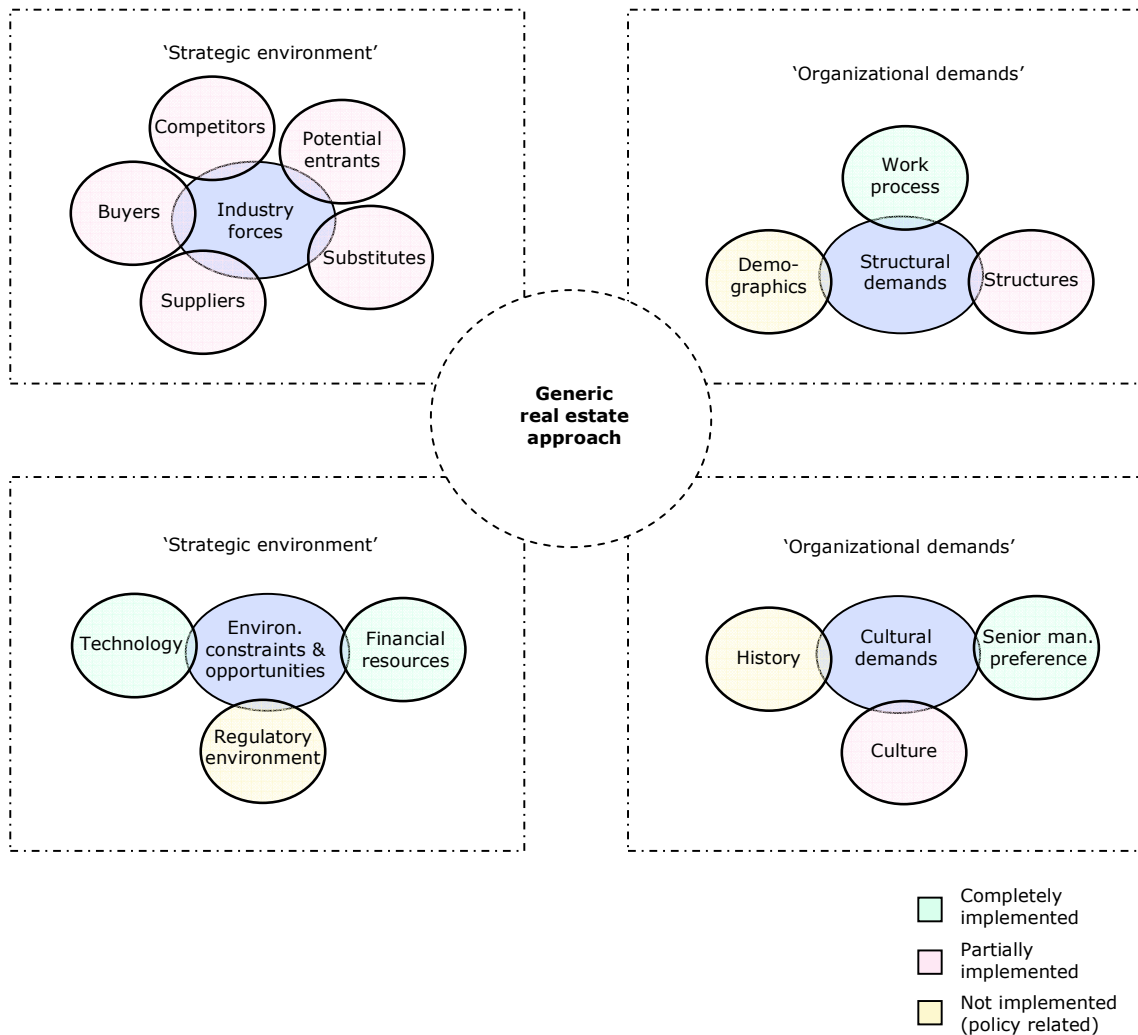 ‘Strategic environment’
Competitors
Potential
entrants
Buyers
Industry
forces
Substitutes
Suppliers
‘Organizational demands’
Work
process
Demo-
graphics
Structural
demands
Structures
Generic
real estate
approach
‘Strategic environment’
Technology
Environ.
constraints &
opportunities
Financial
resources
Regulatory
environment
‘Organizational demands’
History
Cultural
demands
Senior man.
preference
Culture
Completely
implemented
Partially
implemented
Not implemented
(policy related)